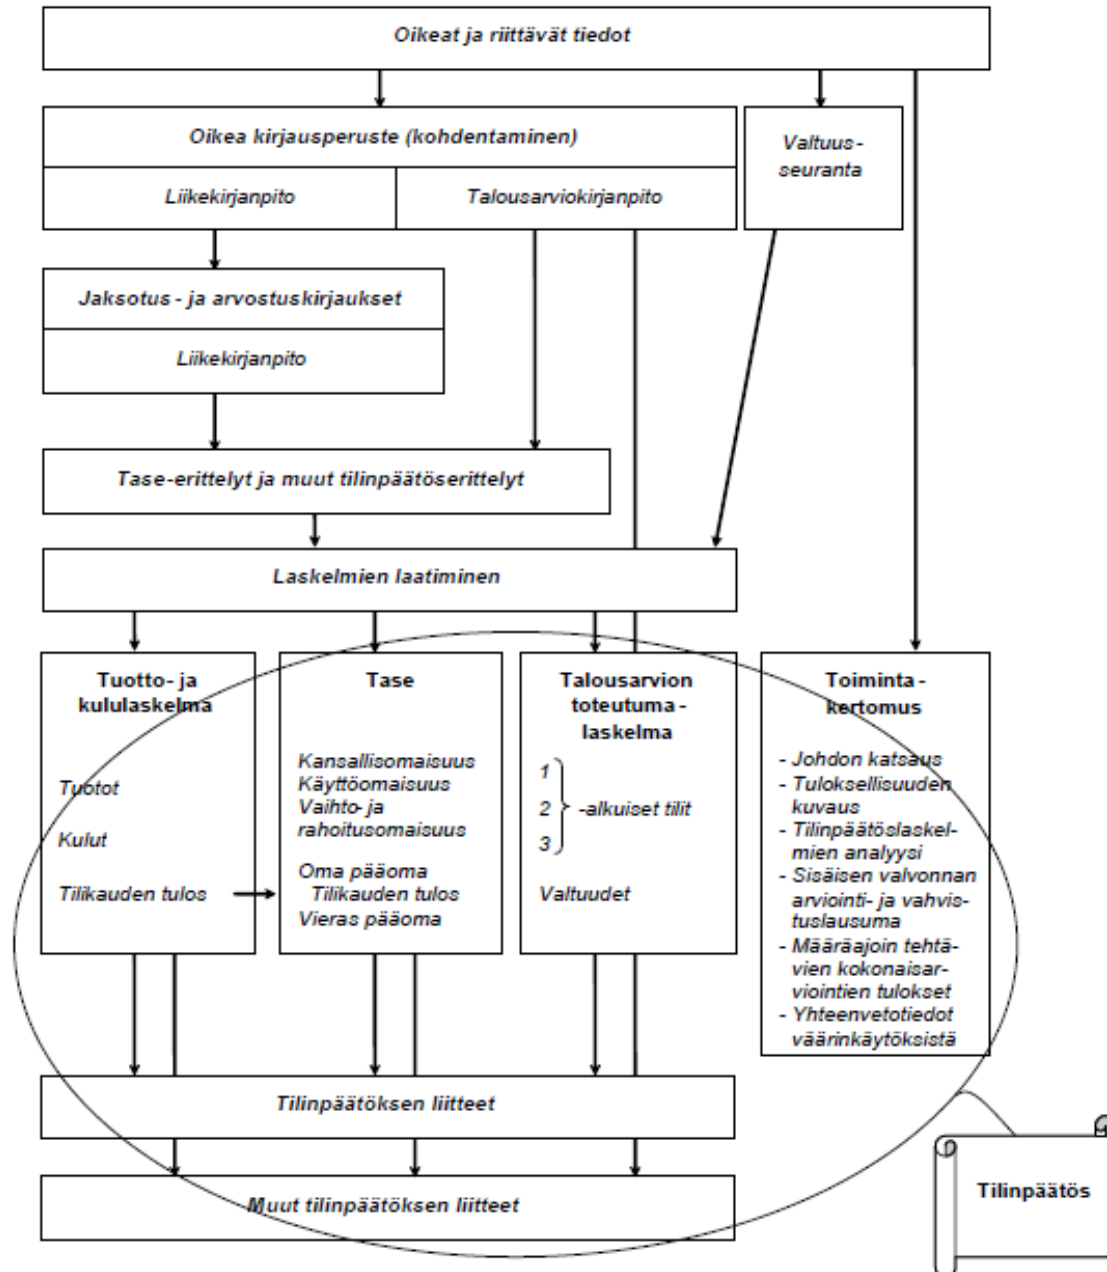 Oikeat ja riittävät tiedot
Oikea kirjausperuste (kohdentaminen)
Liikekirjanpito
Talousarviokirjanpito
Valtuus-
seuranta
Jaksotus - ja arvostuskirjaukset
Liikekirjanpito
Tase-erittelyt ja muut tilinpäätöserittelyt
Laskelmien laatiminen
Tuotto- ja
kululaskelma
Tuotot
Kulut
Tilikauden tulos
Tase
Kansallisomaisuus
Käyttöomaisuus
Vaihto- ja
rahoitusomaisuus
Oma pääoma
Tilikauden tulos
Vieras pääoma
Talousarvion
toteutuma -
laskelma
1
2 -alkuiset tilit
3
Valtuudet
Toiminta -
kertomus
- Johdon katsaus
- Tuloksellisuuden
kuvaus
- Tilinpäätöslaskel-
mien analyysi
- Sisäisen valvonnan
arviointi- ja vahvis-
tuslausuma
- Määräajoin tehtä-
vien kokonaisar-
viointien tulokset
- Yhteenvetotiedot
väärinkäytöksistä
Tilinpäätöksen liitteet
Muut tilinpäätöksen liitteet
Tilinpäätös